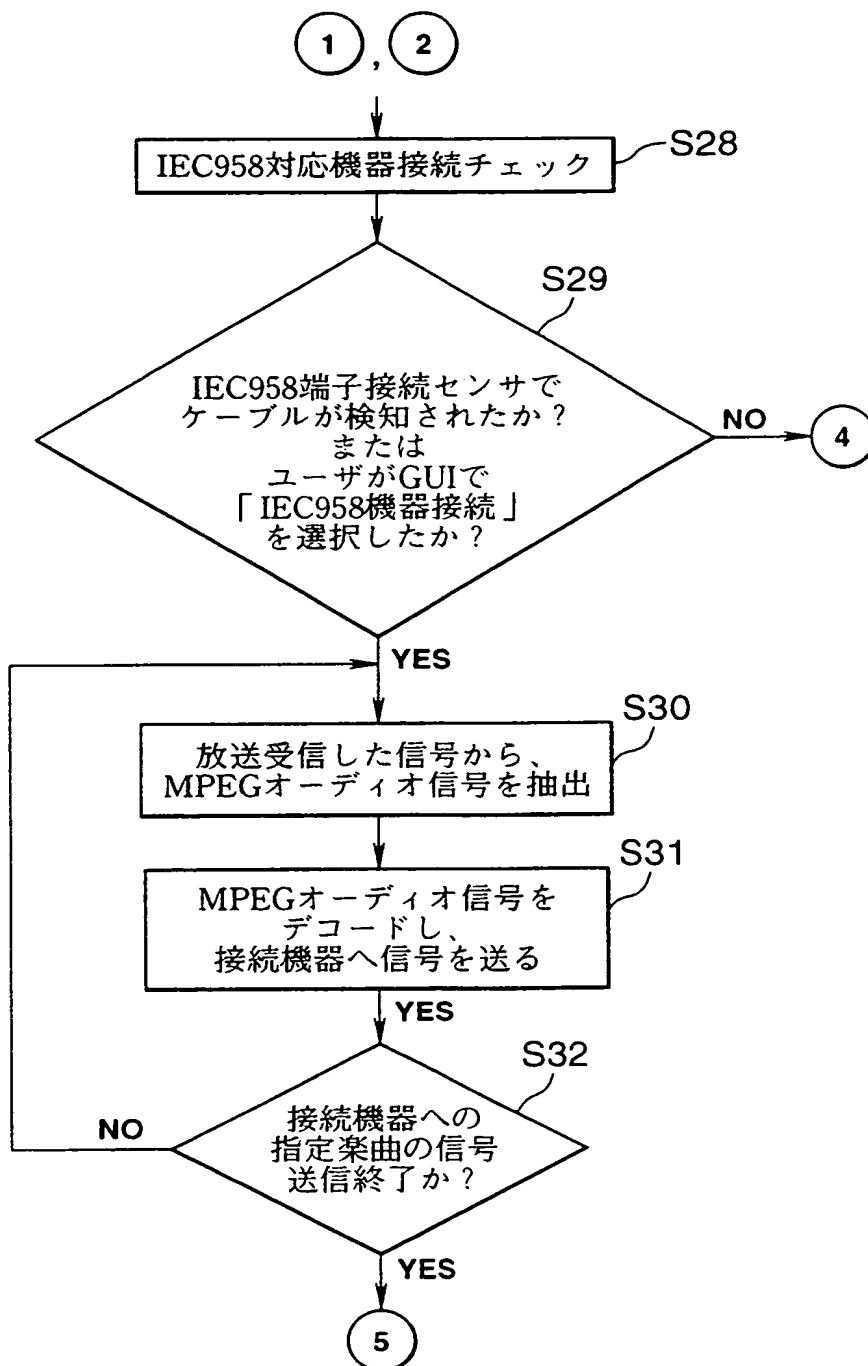 1 , 2
IEC958対応機器接続チェック
S28
S29
IEC958端子接続センサで
ケーブルが検知されたか?
または
ユーザがGUIで
「IEC958機器接続」
を選択したか?
NO
4
YES
S30
放送受信した信号から、
MPEGオーディオ信号を抽出
S31
MPEGオーディオ信号を
デコードし、
接続機器へ信号を送る
YES
S32
接続機器への
指定楽曲の信号
送信終了か?
NO
YES
5